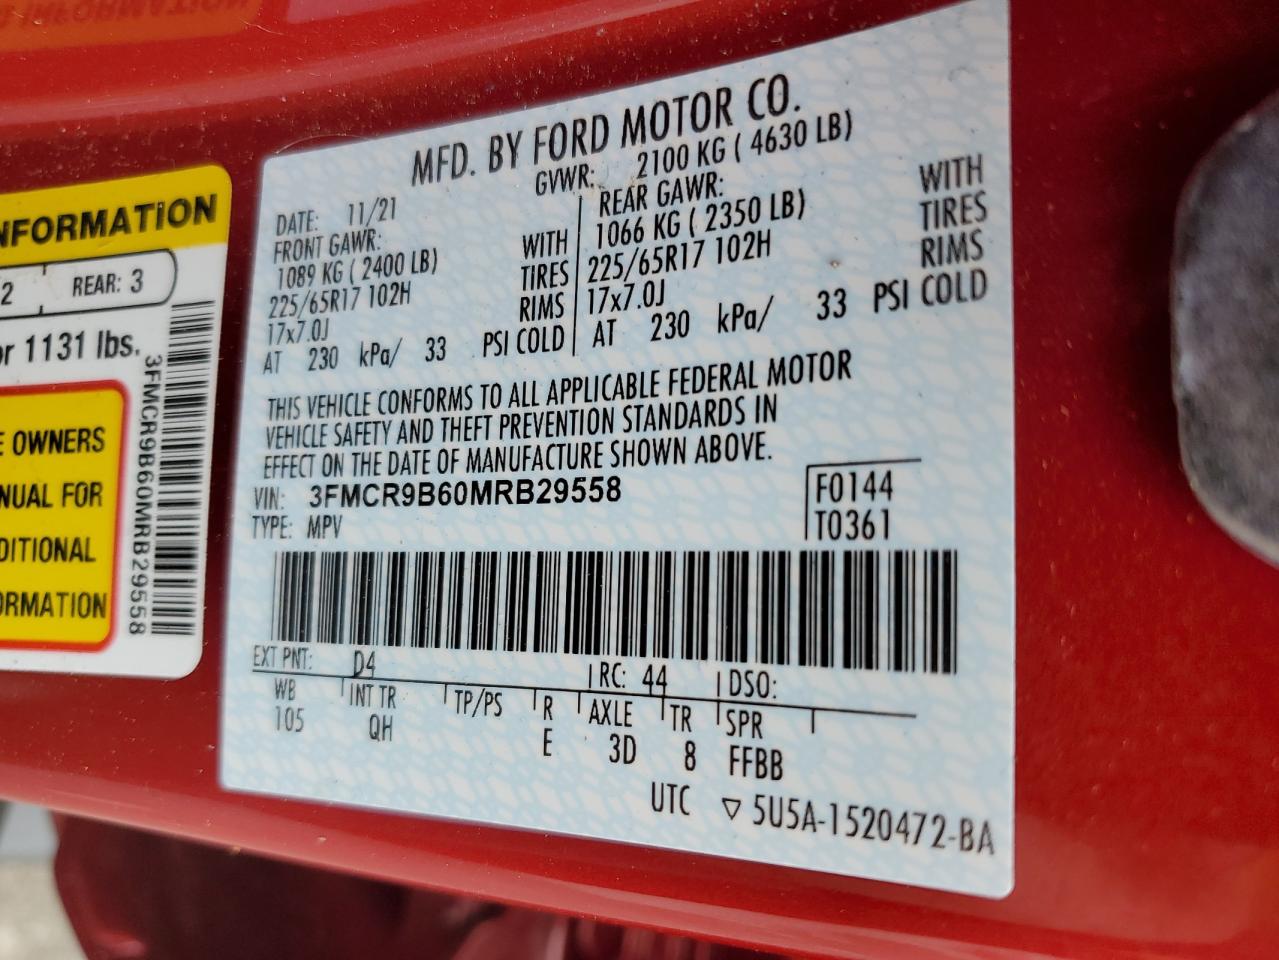 INFORMATION
2 REAR: 3
or 1131 lbs.
E OWNERS
NUAL FOR
DITIONAL
ORMATION
3FMCR9B60MRB29558
MFD. BY FORD MOTOR CO.
DATE: 11/21 GVWR: 2100 KG ( 4630 LB)
FRONT GAWR: REAR GAWR:
1089 KG ( 2400 LB) WITH 1066 KG ( 2350 LB) WITH
225/65R17 102H TIRES 225/65R17 102H TIRES
17x7.0J RIMS 17x7.0J RIMS
AT 230 kPa/ 33 PSI COLD AT 230 kPa/ 33 PSI COLD
THIS VEHICLE CONFORMS TO ALL APPLICABLE FEDERAL MOTOR
VEHICLE SAFETY AND THEFT PREVENTION STANDARDS IN
EFFECT ON THE DATE OF MANUFACTURE SHOWN ABOVE.
VIN: 3FMCR9B60MRB29558 F0144
TYPE: MPV T0361
EXT PNT: D4 RC: 44 DSO:
WB INT TR TP/PS R AXLE TR SPR
105 QH E 3D 8 FFBB
UTC ▽ 5U5A-1520472-BA